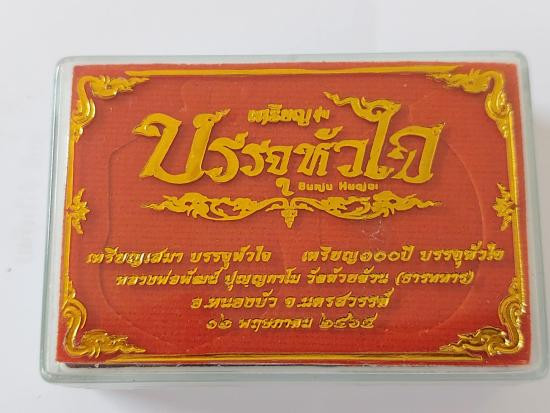 เหรียญ
บรรจุหัวใจ
Bunju Huajai
เหรียญเสมา บรรจุหัวใจ เหรียญ๑๐๐ปี บรรจุหัวใจ
หลวงพ่อพัฒน์ ปุญฺญกาโม วัดห้วยด้วน (ธารทหาร)
อ.หนองบัว จ.นครสวรรค์
๑๒ พฤษภาคม ๒๕๖๕